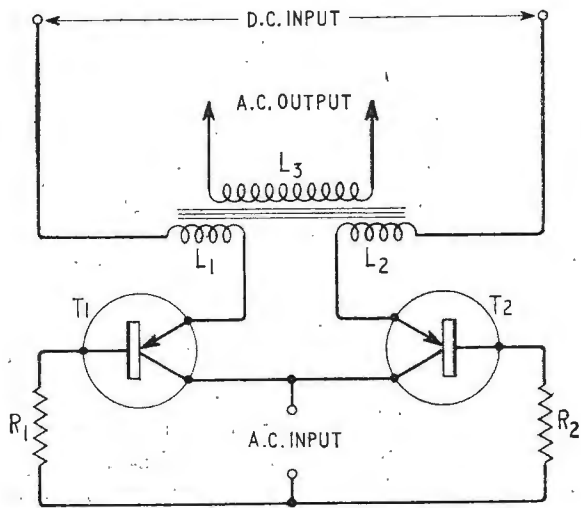 D.C. INPUT
A.C. OUTPUT
L3
L1
L2
T1
T2
R1
A.C. INPUT
R2